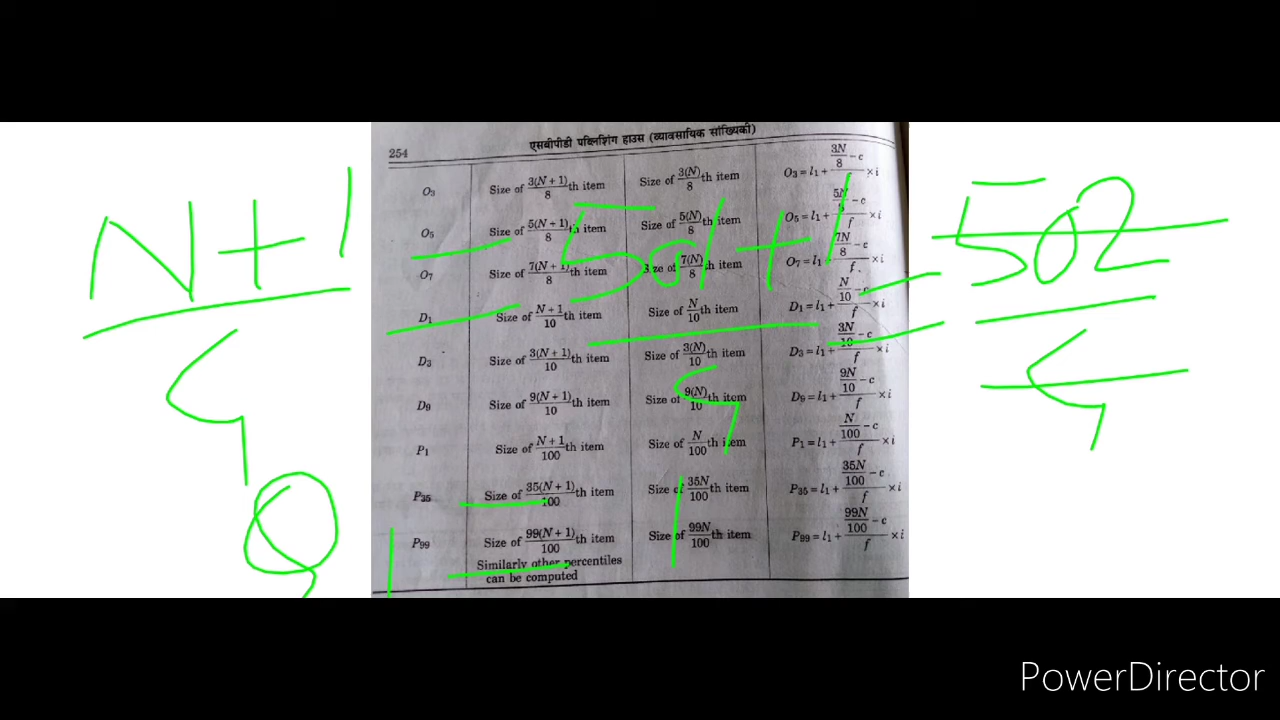 254 एसबीपीडी पब्लिशिंग हाउस (व्यावसायिक सांख्यिकी)
O₃ Size of 3(N + 1)/8 th item Size of 3(N)/8 th item O₃ = l₁ + (3N/8 − c)/f × i
O₅ Size of 5(N + 1)/8 th item Size of 5(N)/8 th item O₅ = l₁ + (5N/8 − c)/f × i
O₇ Size of 7(N + 1)/8 th item Size of 7(N)/8 th item O₇ = l₁ + (7N/8 − c)/f × i
D₁ Size of N + 1/10 th item Size of N/10 th item D₁ = l₁ + (N/10 − c)/f × i
D₃ Size of 3(N + 1)/10 th item Size of 3(N)/10 th item D₃ = l₁ + (3N/10 − c)/f × i
D₉ Size of 9(N + 1)/10 th item Size of 9(N)/10 th item D₉ = l₁ + (9N/10 − c)/f × i
P₁ Size of N + 1/100 th item Size of N/100 th item P₁ = l₁ + (N/100 − c)/f × i
P₃₅ Size of 35(N + 1)/100 th item Size of 35N/100 th item P₃₅ = l₁ + (35N/100 − c)/f × i
P₉₉ Size of 99(N + 1)/100 th item Size of 99N/100 th item P₉₉ = l₁ + (99N/100 − c)/f × i
Similarly other percentiles
can be computed
N+1
4
Q
501+1
4
502
4
PowerDirector